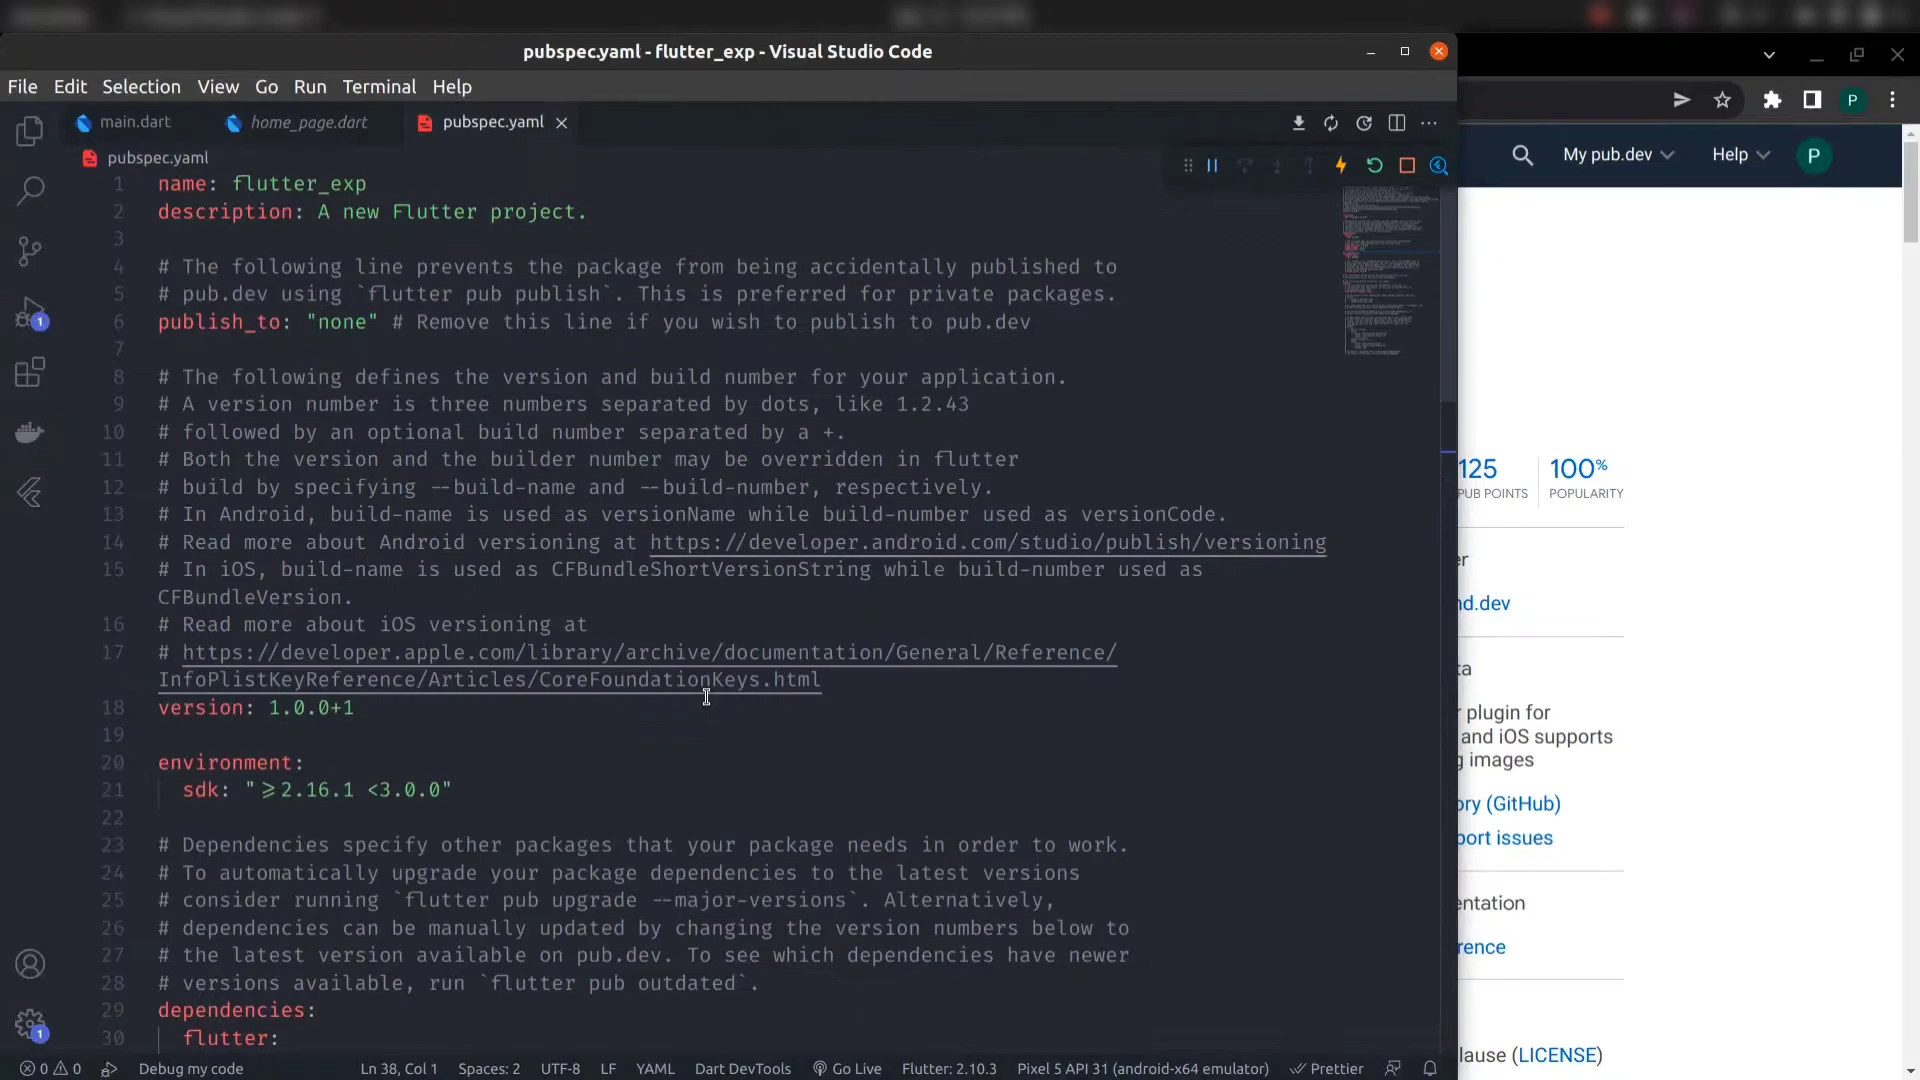 pubspec.yaml - flutter_exp - Visual Studio Code
File Edit Selection View Go Run Terminal Help
P
main.dart home_page.dart pubspec.yaml
pubspec.yaml
My pub.dev Help P
1 name: flutter_exp
2 description: A new Flutter project.
3
4 # The following line prevents the package from being accidentally published to
5 # pub.dev using `flutter pub publish`. This is preferred for private packages.
6 publish_to: "none" # Remove this line if you wish to publish to pub.dev
7
8 # The following defines the version and build number for your application.
9 # A version number is three numbers separated by dots, like 1.2.43
10 # followed by an optional build number separated by a +.
11 # Both the version and the builder number may be overridden in flutter
12 # build by specifying --build-name and --build-number, respectively.
13 # In Android, build-name is used as versionName while build-number used as versionCode.
14 # Read more about Android versioning at https://developer.android.com/studio/publish/versioning
15 # In iOS, build-name is used as CFBundleShortVersionString while build-number used as
CFBundleVersion.
16 # Read more about iOS versioning at
17 # https://developer.apple.com/library/archive/documentation/General/Reference/
InfoPlistKeyReference/Articles/CoreFoundationKeys.html
18 version: 1.0.0+1
19
20 environment:
21 sdk: "≥2.16.1 <3.0.0"
22
23 # Dependencies specify other packages that your package needs in order to work.
24 # To automatically upgrade your package dependencies to the latest versions
25 # consider running `flutter pub upgrade --major-versions`. Alternatively,
26 # dependencies can be manually updated by changing the version numbers below to
27 # the latest version available on pub.dev. To see which dependencies have newer
28 # versions available, run `flutter pub outdated`.
29 dependencies:
30 flutter:
1
1
125 100%
PUB POINTS POPULARITY
er
nd.dev
ta
r plugin for
and iOS supports
g images
ory (GitHub)
port issues
entation
rence
lause (LICENSE)
0 0 Debug my code Ln 38, Col 1 Spaces: 2 UTF-8 LF YAML Dart DevTools Go Live Flutter: 2.10.3 Pixel 5 API 31 (android-x64 emulator) Prettier